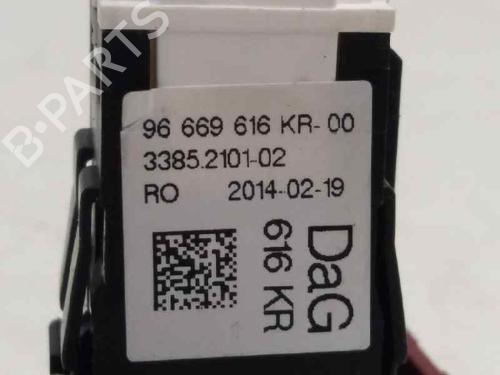 96 669 616 KR-00
3385.2101-02
RO 2014-02-19
DaG
616 KR
B-PARTS